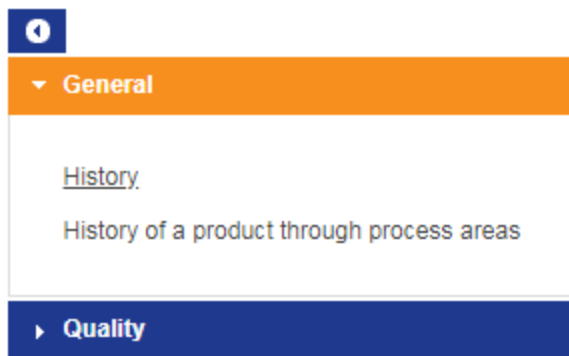 General
History
History of a product through process areas
Quality